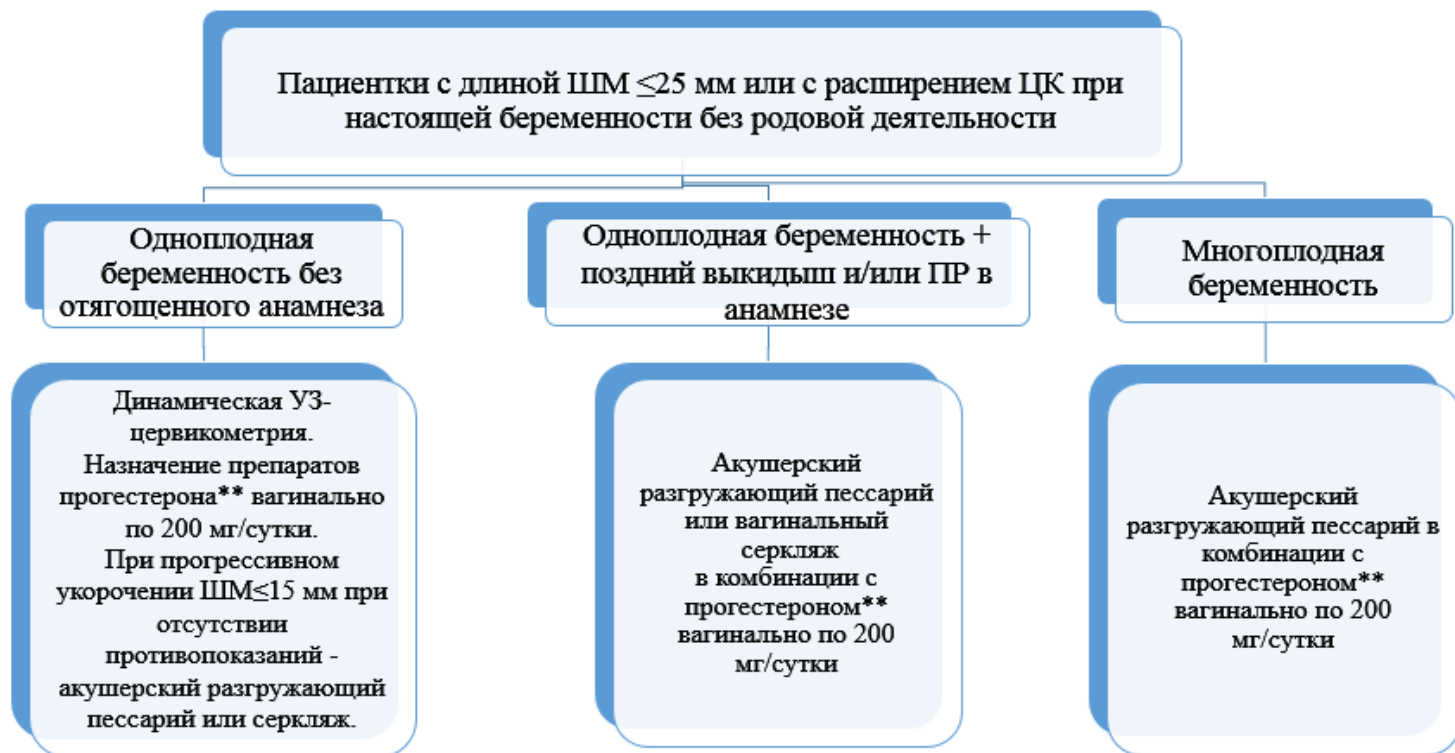 Пациентки с длиной ШМ ≤25 мм или с расширением ЦК при
настоящей беременности без родовой деятельности
Одноплодная
беременность без
отягощенного анамнеза
Динамическая УЗ-
цервикометрия.
Назначение препаратов
прогестерона** вагинально
по 200 мг/сутки.
При прогрессивном
укорочении ШМ≤15 мм при
отсутствии
противопоказаний -
акушерский разгружающий
пессарий или серкляж.
Одноплодная беременность +
поздний выкидыш и/или ПР в
анамнезе
Акушерский
разгружающий пессарий
или вагинальный
серкляж
в комбинации с
прогестероном**
вагинально по 200
мг/сутки
Многоплодная
беременность
Акушерский
разгружающий пессарий в
комбинации с
прогестероном**
вагинально по 200
мг/сутки